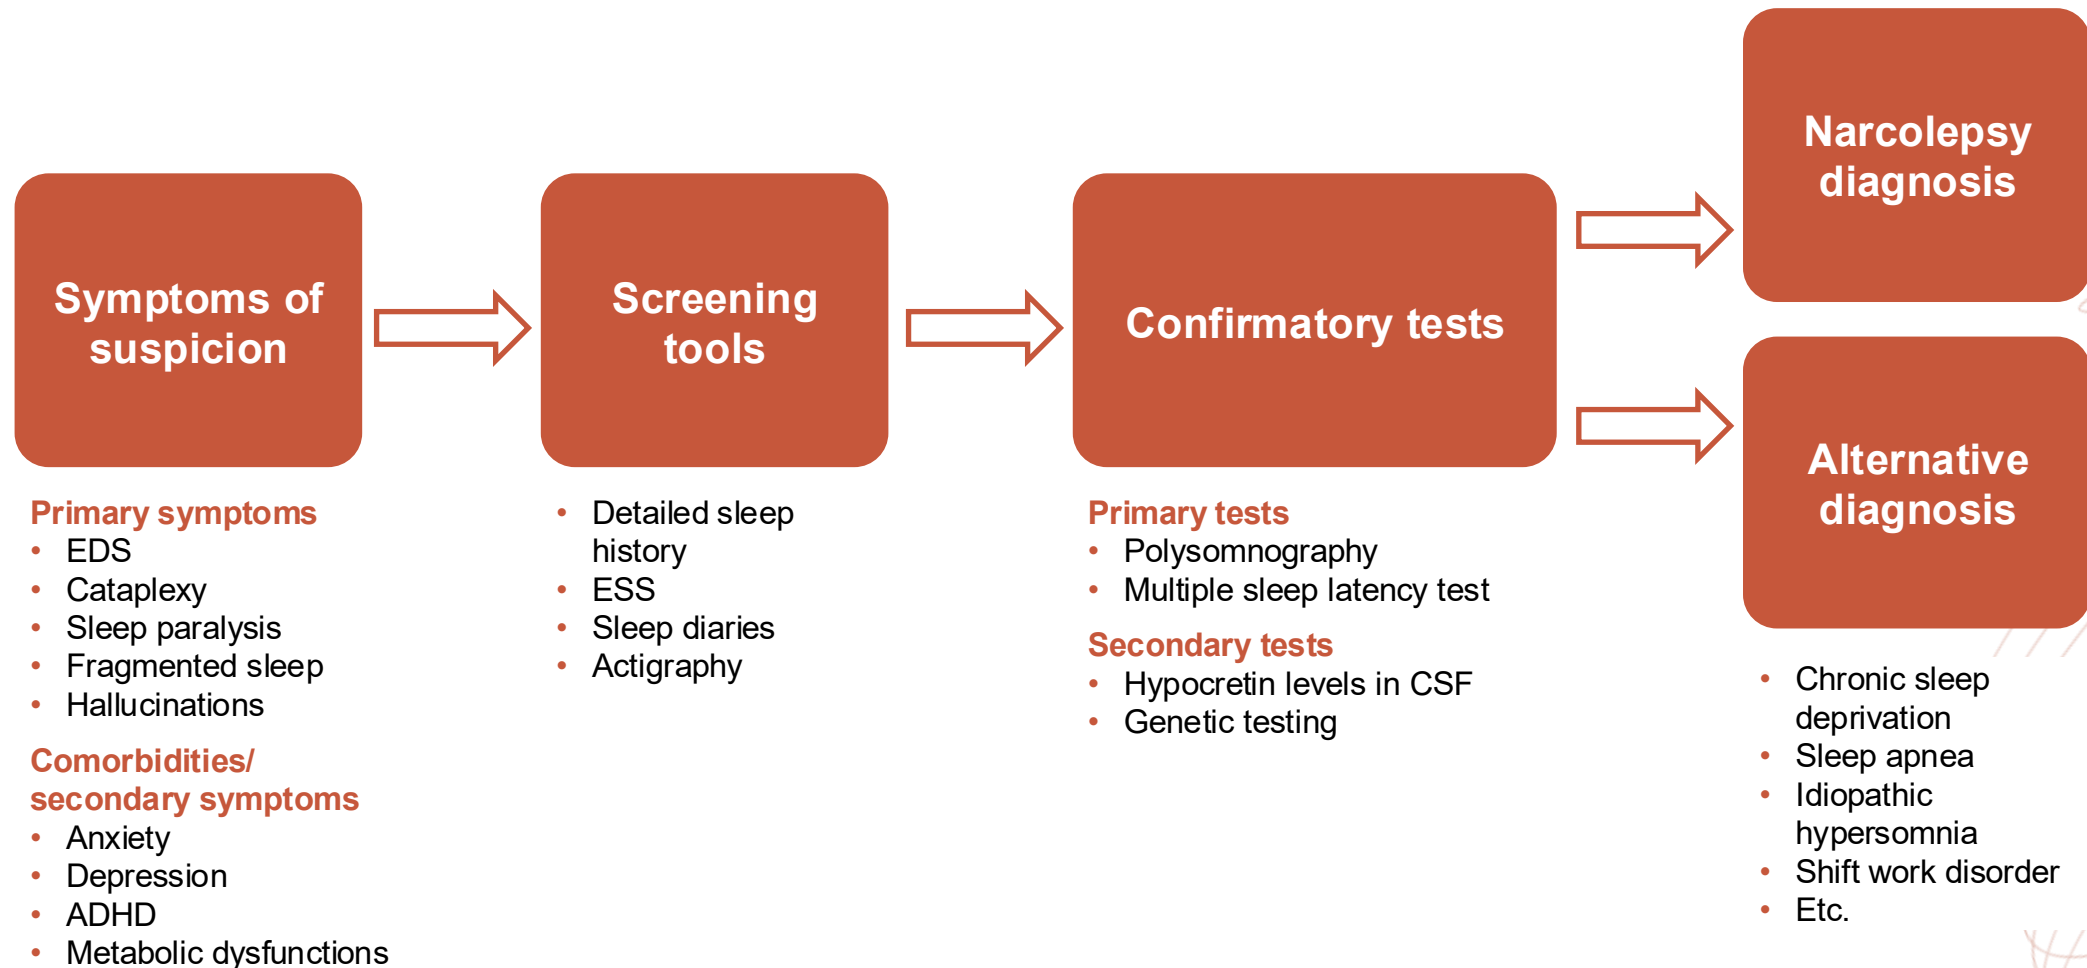 Symptoms of
suspicion
Primary symptoms
• EDS
• Cataplexy
• Sleep paralysis
• Fragmented sleep
• Hallucinations
Comorbidities/
secondary symptoms
• Anxiety
• Depression
• ADHD
• Metabolic dysfunctions
Screening
tools
• Detailed sleep
history
• ESS
• Sleep diaries
• Actigraphy
Confirmatory tests
Primary tests
• Polysomnography
• Multiple sleep latency test
Secondary tests
• Hypocretin levels in CSF
• Genetic testing
Narcolepsy
diagnosis
Alternative
diagnosis
• Chronic sleep
deprivation
• Sleep apnea
• Idiopathic
hypersomnia
• Shift work disorder
• Etc.